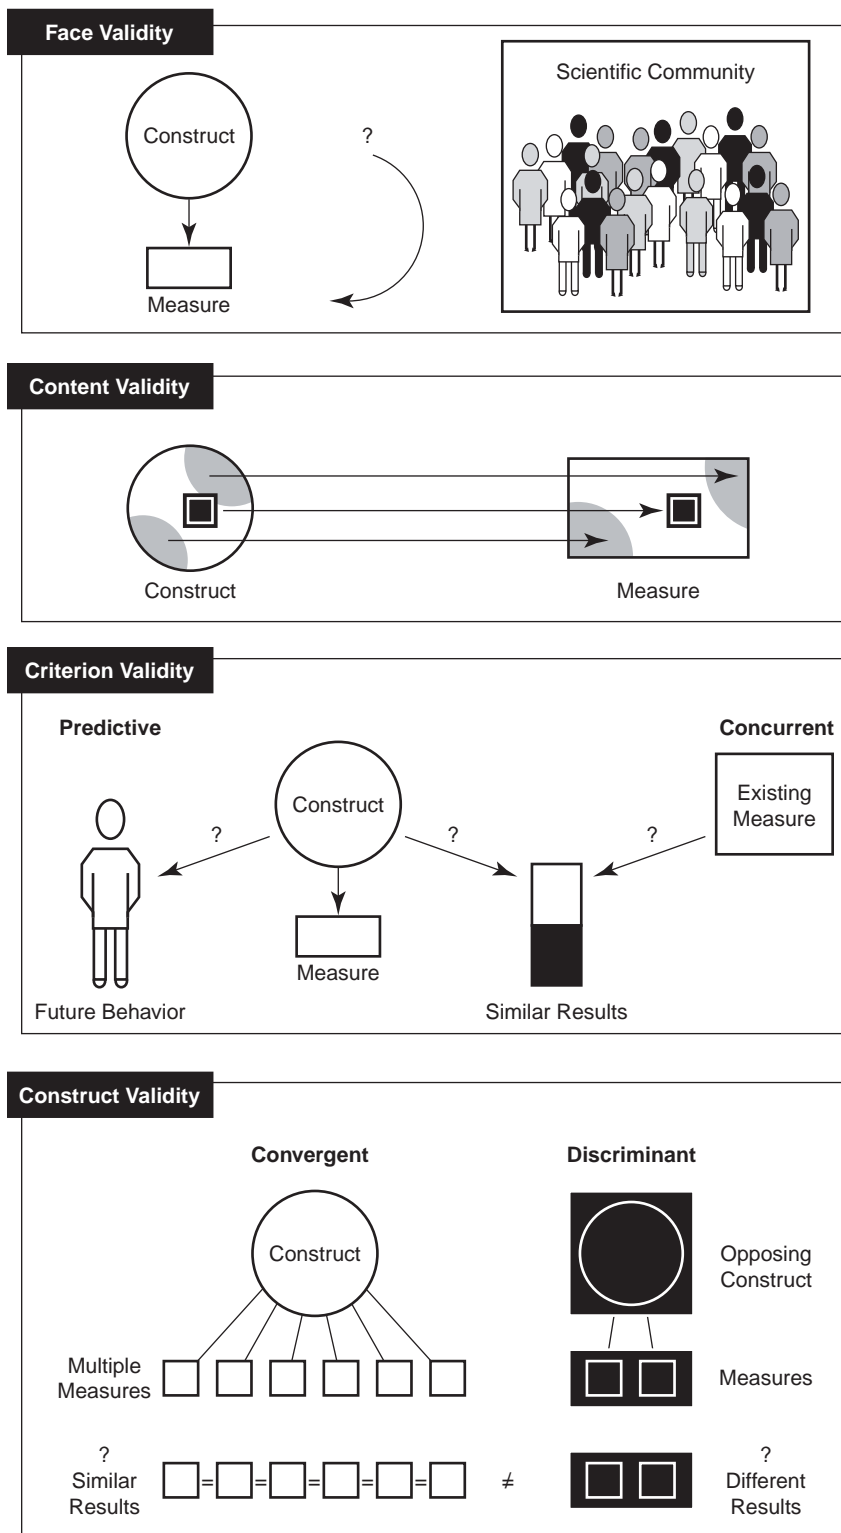 Face Validity
Scientific Community
Construct
?
Measure
Content Validity
Construct
Measure
Criterion Validity
Predictive
Concurrent
Construct
Existing
Measure
?
?
?
Measure
Future Behavior
Similar Results
Construct Validity
Convergent
Discriminant
Construct
Opposing
Construct
Multiple
Measures
Measures
?
Similar
Results
= = = = =
≠
?
Different
Results